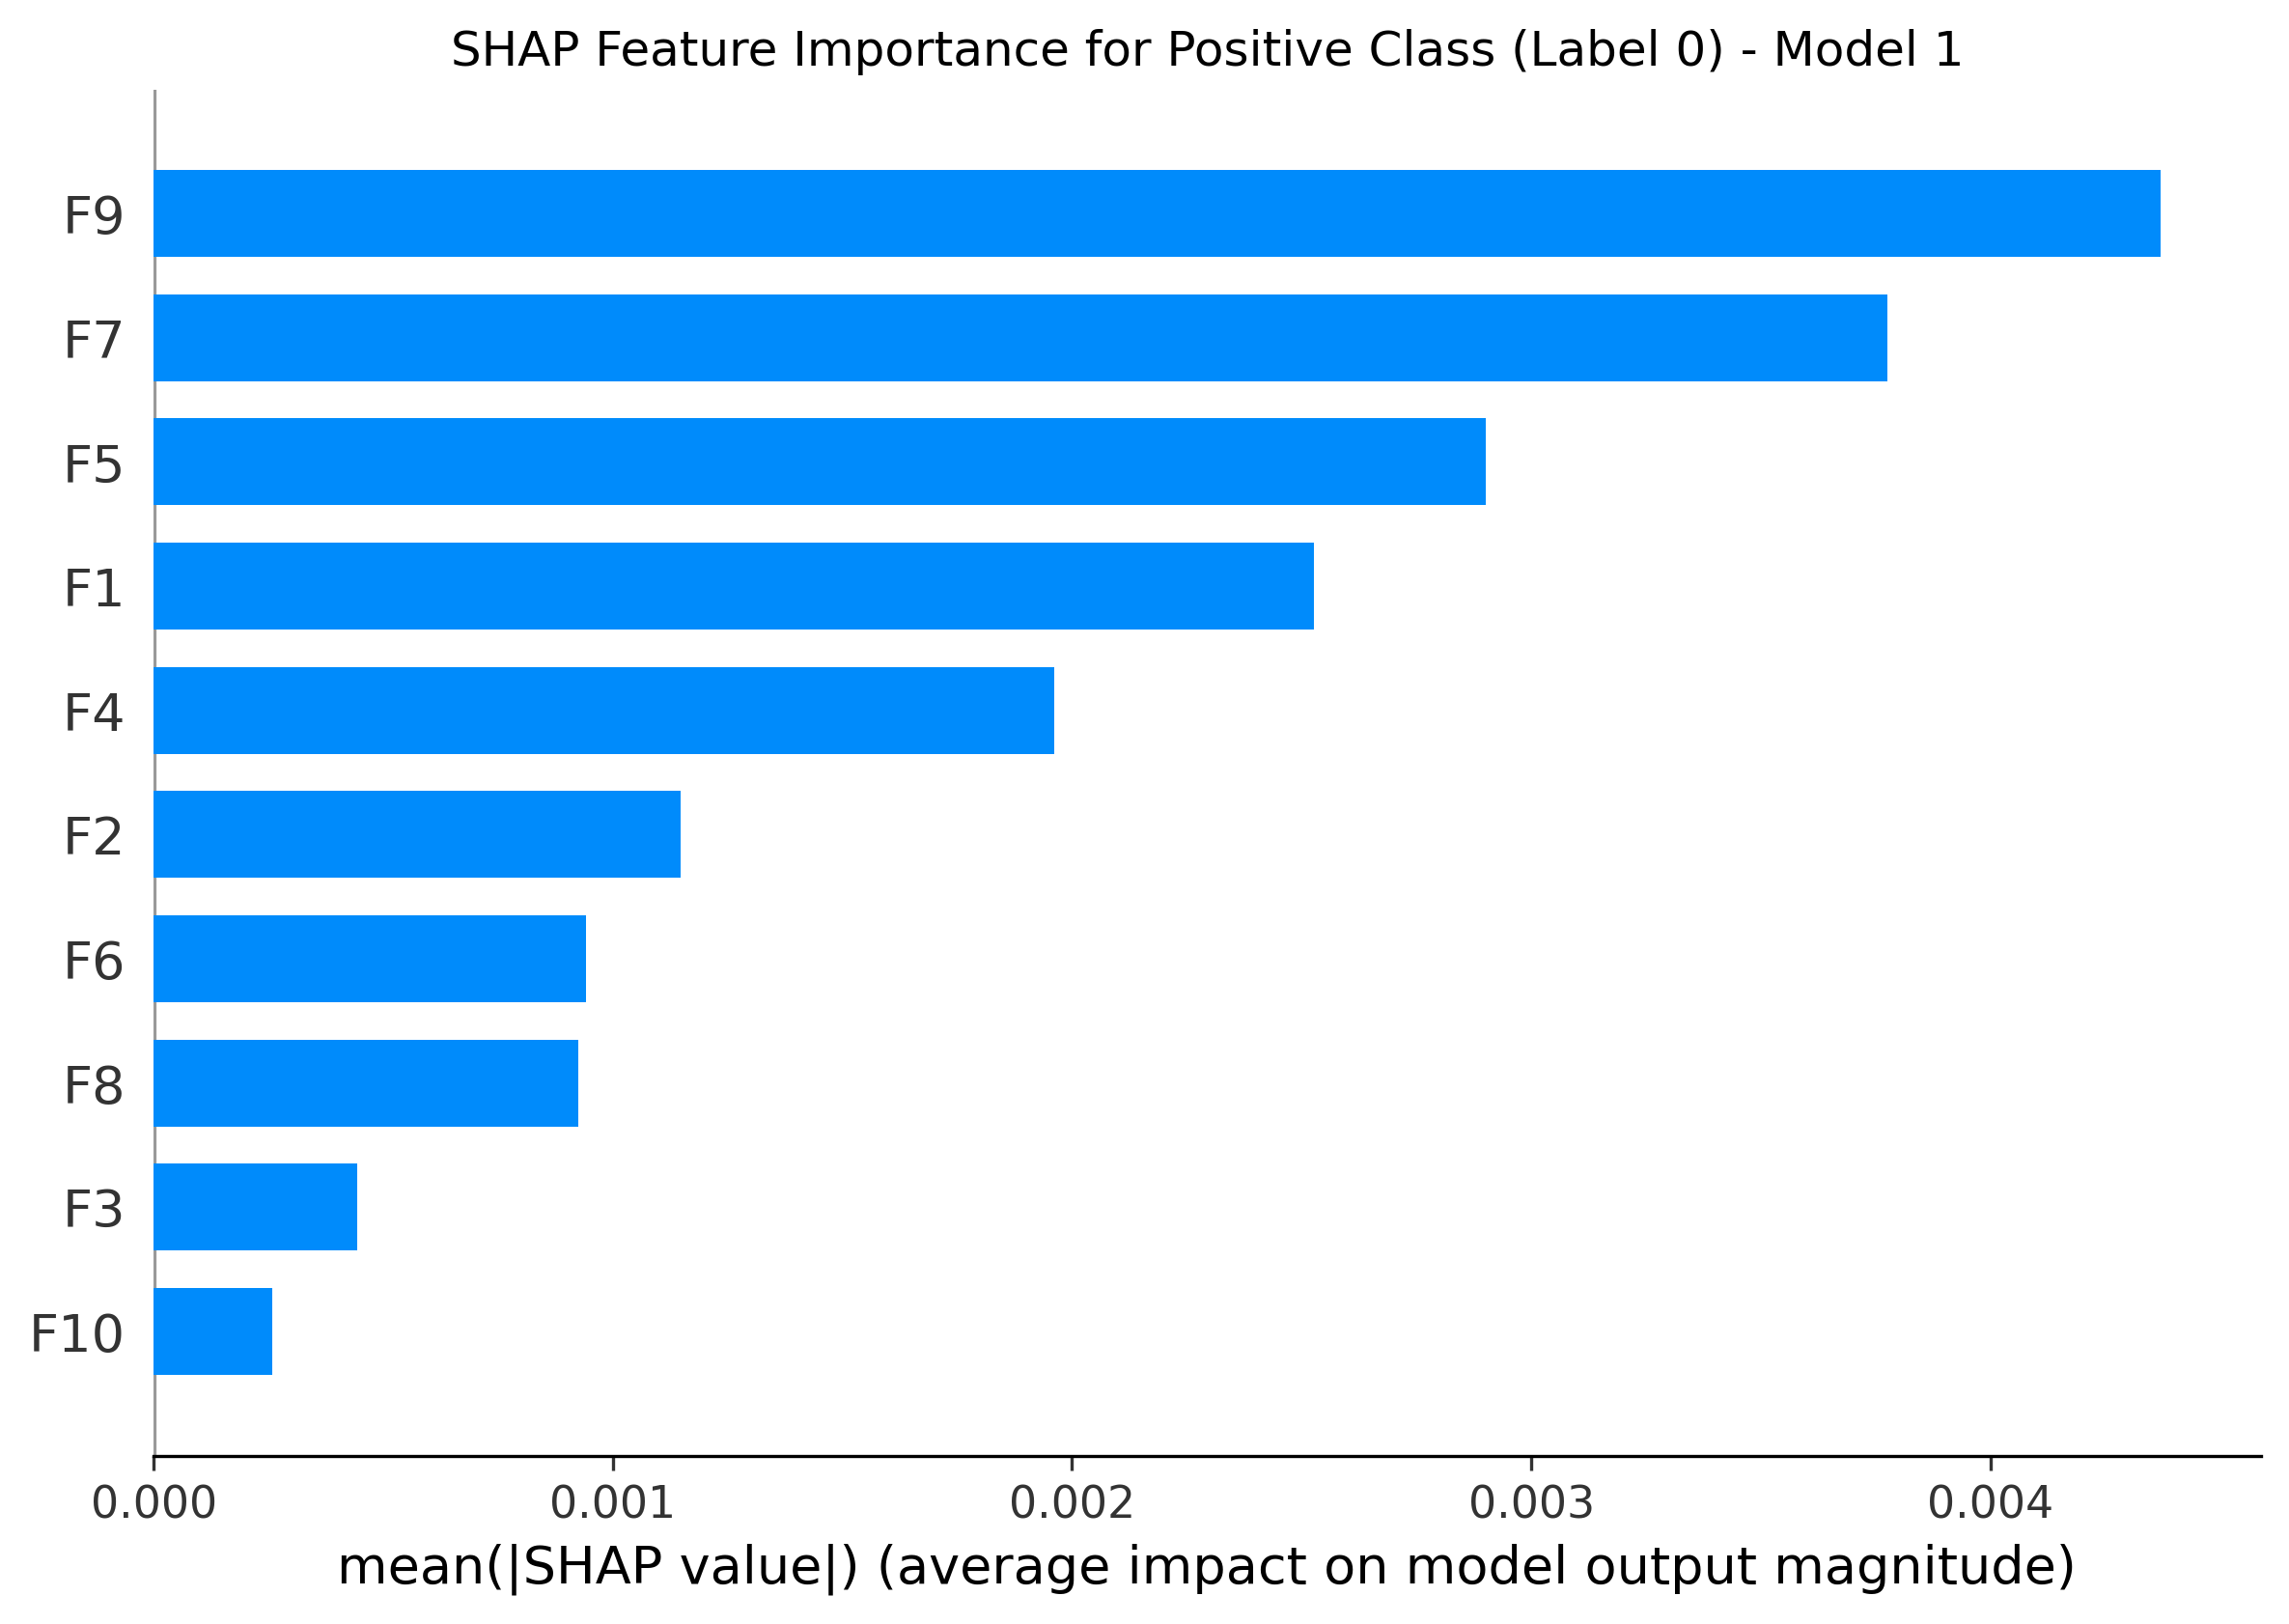 SHAP Feature Importance for Positive Class (Label 0) - Model 1
F9
F7
F5
F1
F4
F2
F6
F8
F3
F10
0.000 0.001 0.002 0.003 0.004
mean(|SHAP value|) (average impact on model output magnitude)